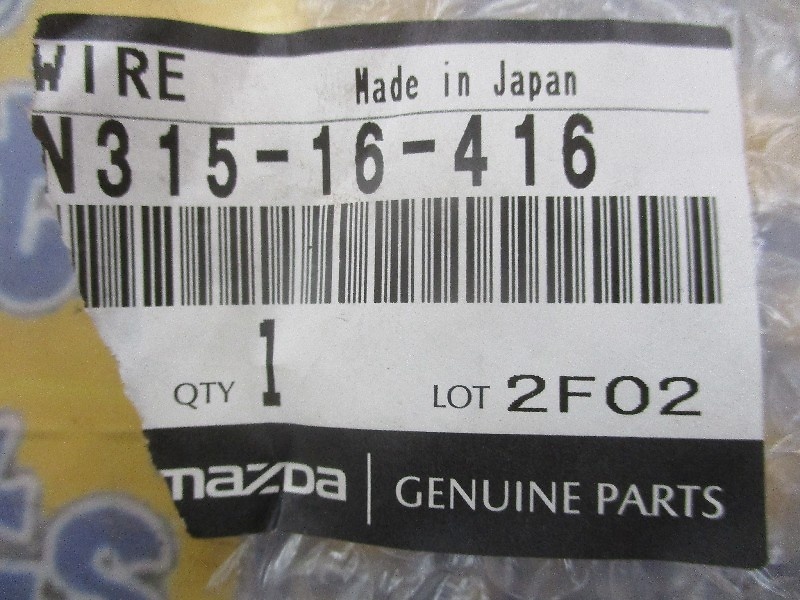 WIRE Made in Japan
N315-16-416
QTY 1 LOT 2F02
mazda GENUINE PARTS